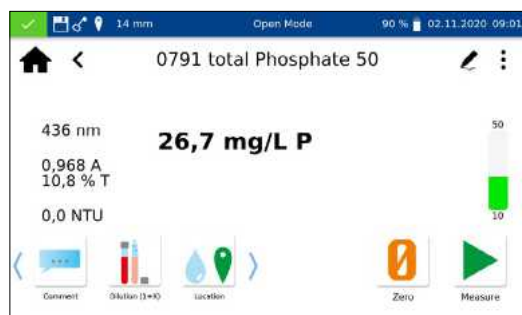 14 mm Open Mode 90 % 02.11.2020 09:01
0791 total Phosphate 50
436 nm
26,7 mg/L P
50
0,968 A
10,8 % T
0,0 NTU
10
Comment Dilution (1+X) Location Zero Measure